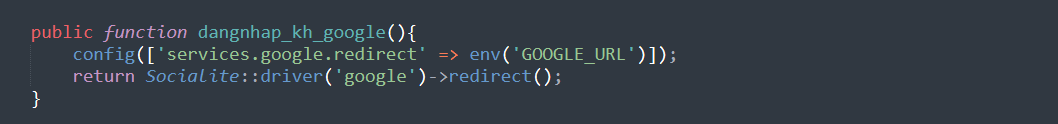 public function dangnhap_kh_google(){
config(['services.google.redirect' => env('GOOGLE_URL')]);
return Socialite::driver('google')->redirect();
}